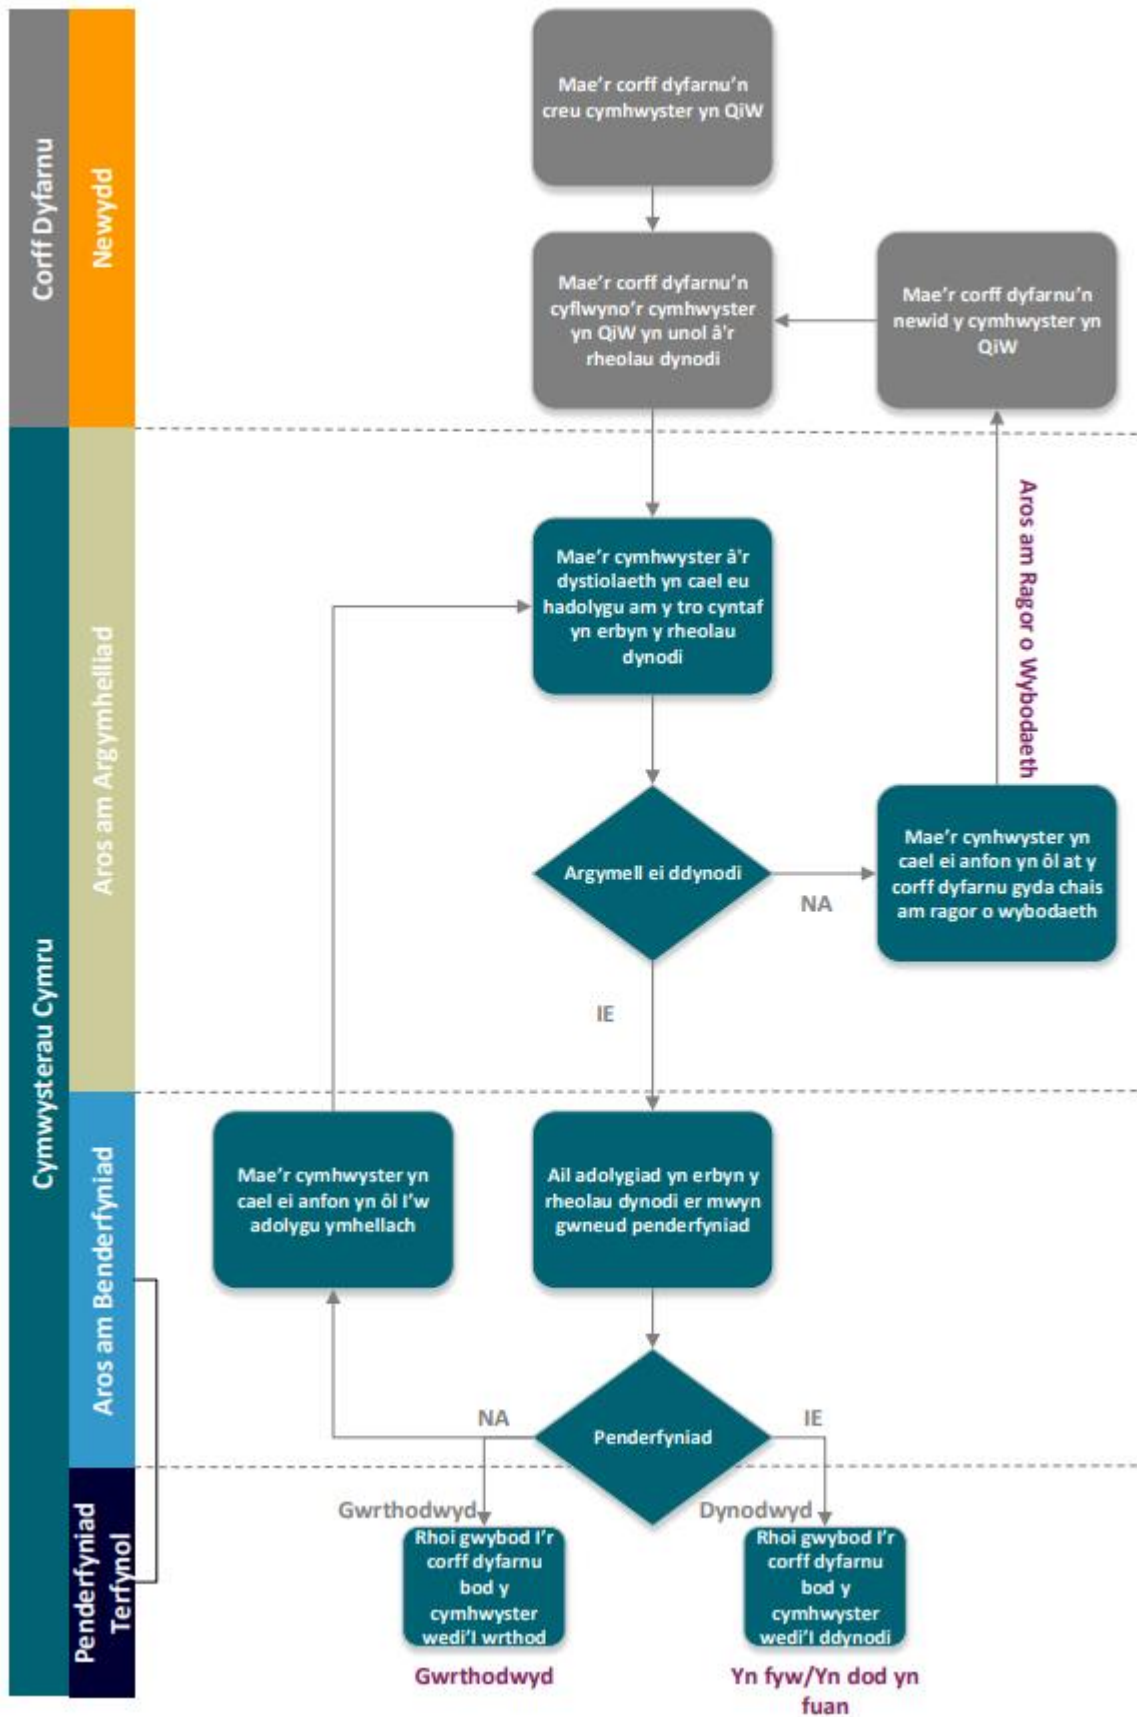 Corff Dyfarnu
Newydd
Mae'r corff dyfarnu'n
creu cymhwyster yn QiW
Mae'r corff dyfarnu'n
cyflwyno'r cymhwyster
yn QiW yn unol â'r
rheolau dynodi
Mae'r corff dyfarnu'n
newid y cymhwyster yn
QiW
Cymwysterau Cymru
Aros am Argymhelliad
Mae'r cymhwyster â'r
dystiolaeth yn cael eu
hadolygu am y tro cyntaf
yn erbyn y rheolau
dynodi
Aros am Ragor o Wybodaeth
Argymell ei ddynodi
NA
Mae'r cynhwyster yn
cael ei anfon yn ôl at y
corff dyfarnu gyda chais
am ragor o wybodaeth
IE
Aros am Benderfyniad
Mae'r cymhwyster yn
cael ei anfon yn ôl I'w
adolygu ymhellach
Ail adolygiad yn erbyn y
rheolau dynodi er mwyn
gwneud penderfyniad
NA
Penderfyniad
IE
Penderfyniad
Terfynol
Gwrthodwyd
Rhoi gwybod I'r
corff dyfarnu
bod y
cymhwyster
wedi'I wrthod
Gwrthodwyd
Dynodwyd
Rhoi gwybod I'r
corff dyfarnu
bod y
cymhwyster
wedi'I ddynodi
Yn fyw/Yn dod yn
fuan